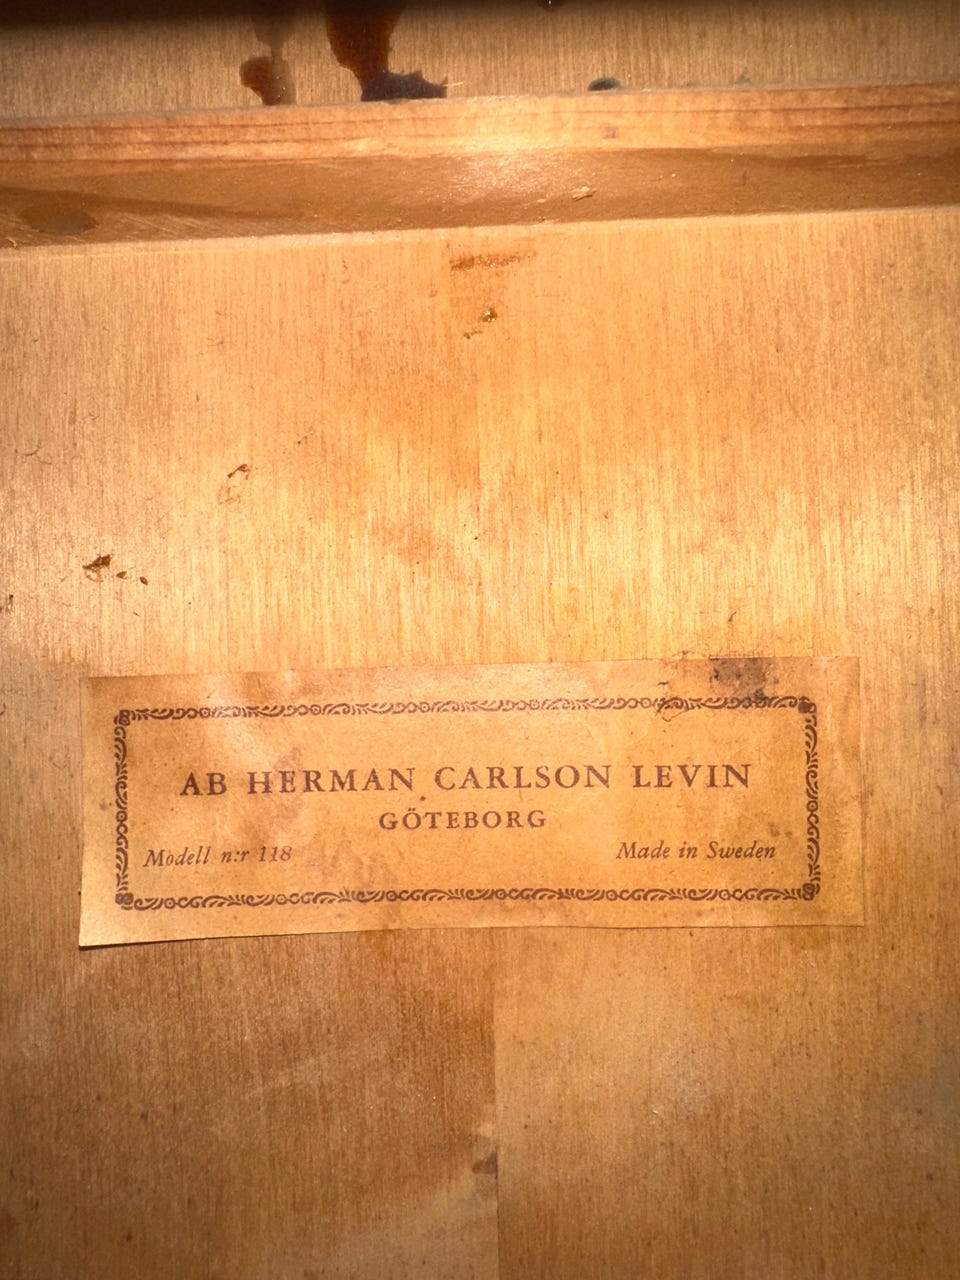 AB HERMAN CARLSON LEVIN
GÖTEBORG
Modell n:r 118 Made in Sweden